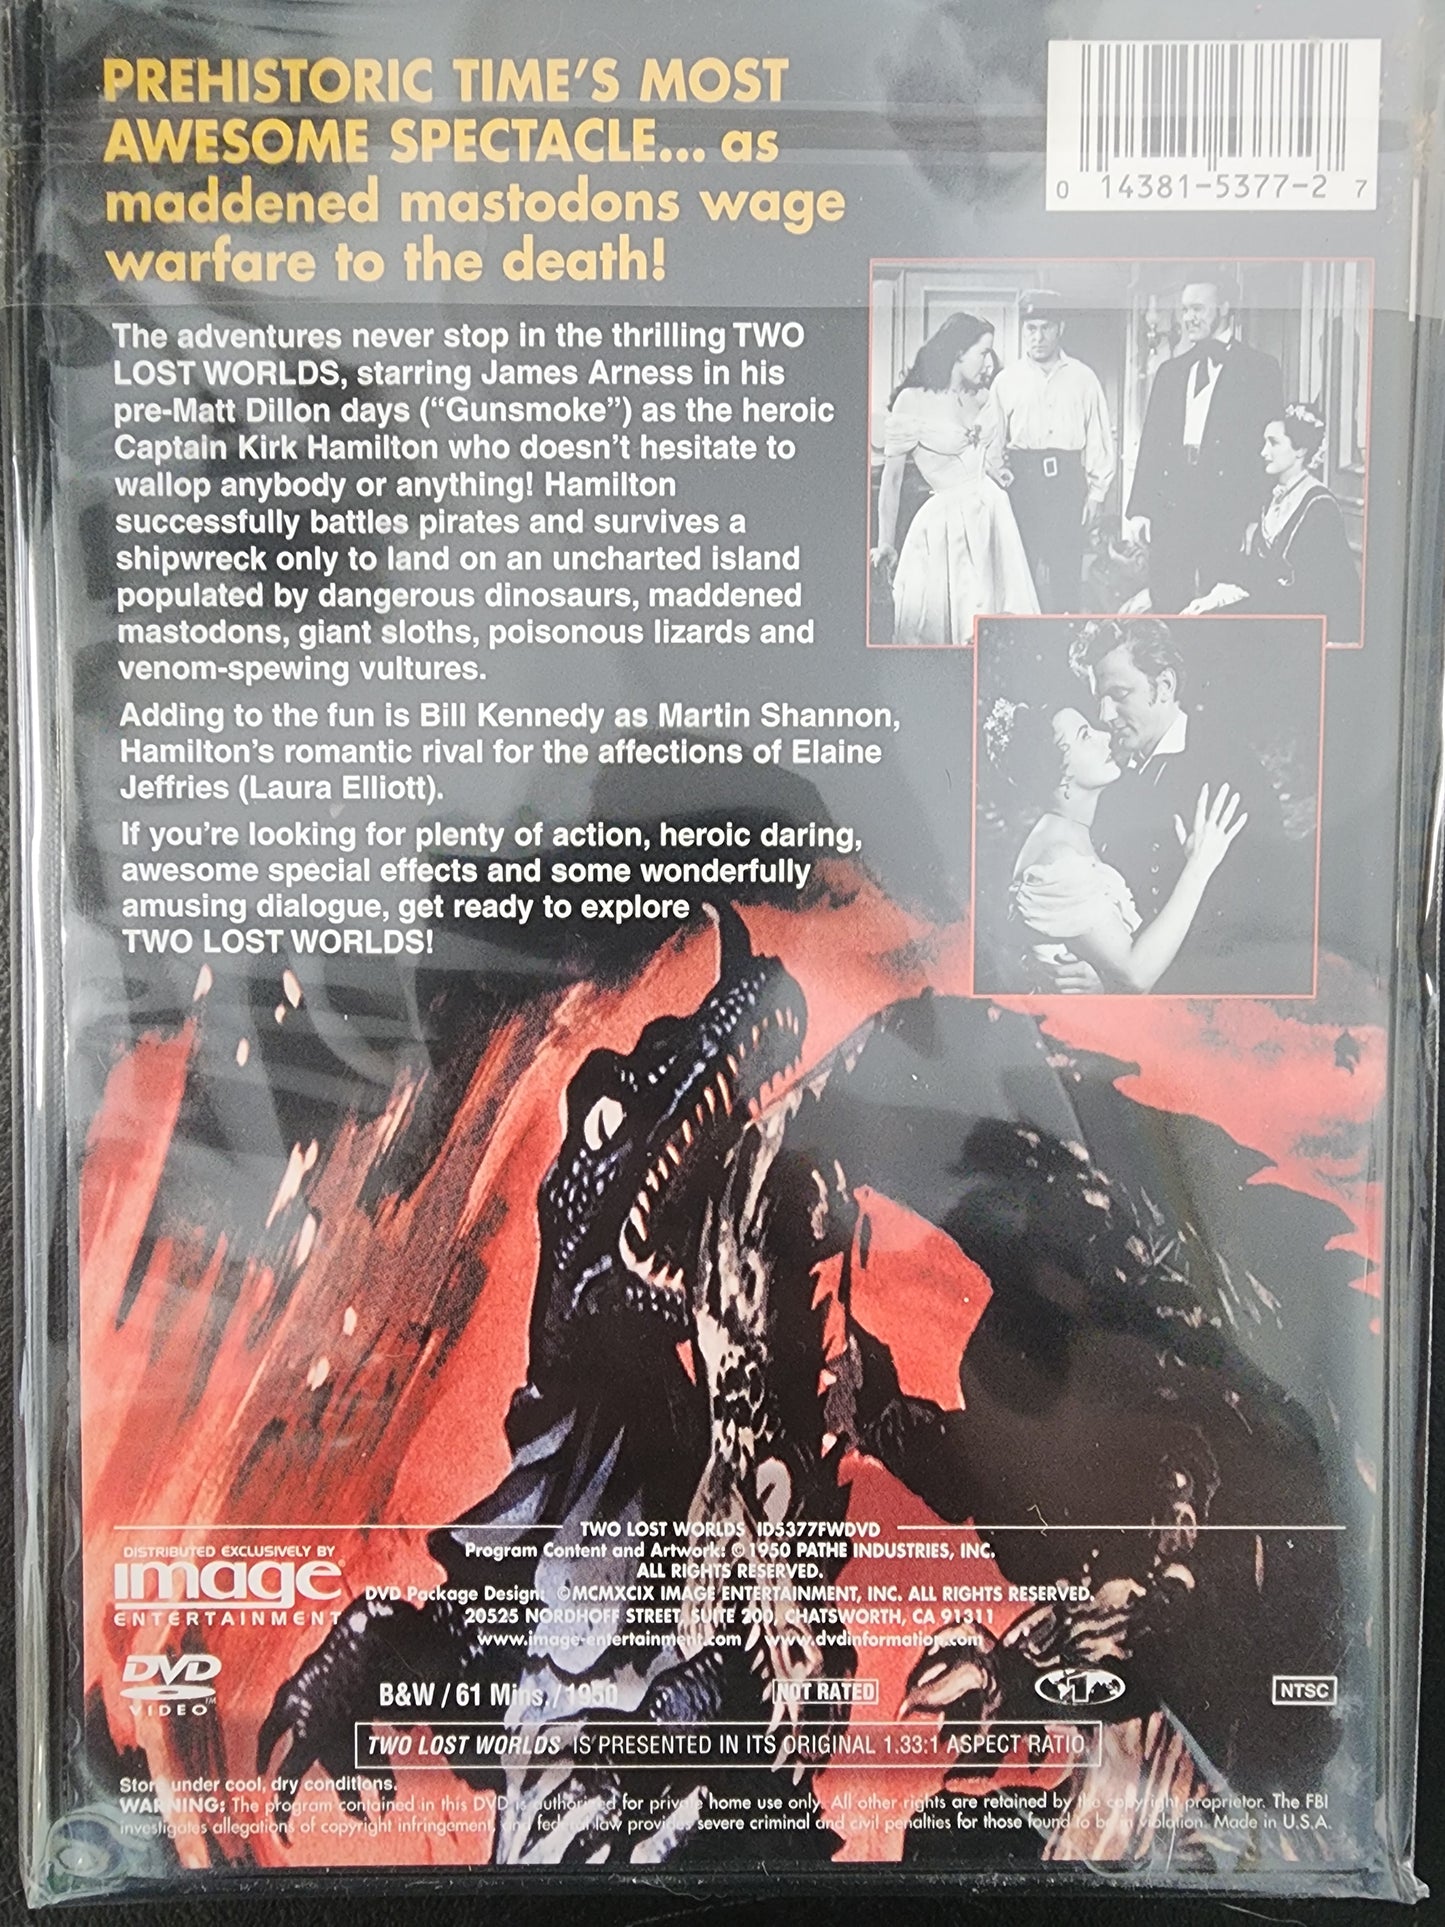 PREHISTORIC TIME'S MOST
AWESOME SPECTACLE... as
maddened mastodons wage
warfare to the death!
0 14381-5377-2 7
The adventures never stop in the thrilling TWO
LOST WORLDS, starring James Arness in his
pre-Matt Dillon days (“Gunsmoke”) as the heroic
Captain Kirk Hamilton who doesn't hesitate to
wallop anybody or anything! Hamilton
successfully battles pirates and survives a
shipwreck only to land on an uncharted island
populated by dangerous dinosaurs, maddened
mastodons, giant sloths, poisonous lizards and
venom-spewing vultures.
Adding to the fun is Bill Kennedy as Martin Shannon,
Hamilton's romantic rival for the affections of Elaine
Jeffries (Laura Elliott).
If you're looking for plenty of action, heroic daring,
awesome special effects and some wonderfully
amusing dialogue, get ready to explore
TWO LOST WORLDS!
TWO LOST WORLDS ID5377FWDVD
DISTRIBUTED EXCLUSIVELY BY
image®
ENTERTAINMENT
Program Content and Artwork: ©1950 PATHE INDUSTRIES, INC.
ALL RIGHTS RESERVED.
DVD Package Design: ©MCMXCIX IMAGE ENTERTAINMENT, INC. ALL RIGHTS RESERVED.
20525 NORDHOFF STREET, SUITE 200, CHATSWORTH, CA 91311
www.image-entertainment.com / www.dvdinformation.com
DVD
VIDEO™
B&W / 61 Mins. / 1950
NOT RATED
1
NTSC
TWO LOST WORLDS IS PRESENTED IN ITS ORIGINAL 1.33:1 ASPECT RATIO.
Store under cool, dry conditions.
WARNING: The program contained in this DVD is authorized for private home use only. All other rights are retained by the copyright proprietor. The FBI
investigates allegations of copyright infringement, and federal law provides severe criminal and civil penalties for those found to be in violation. Made in U.S.A.